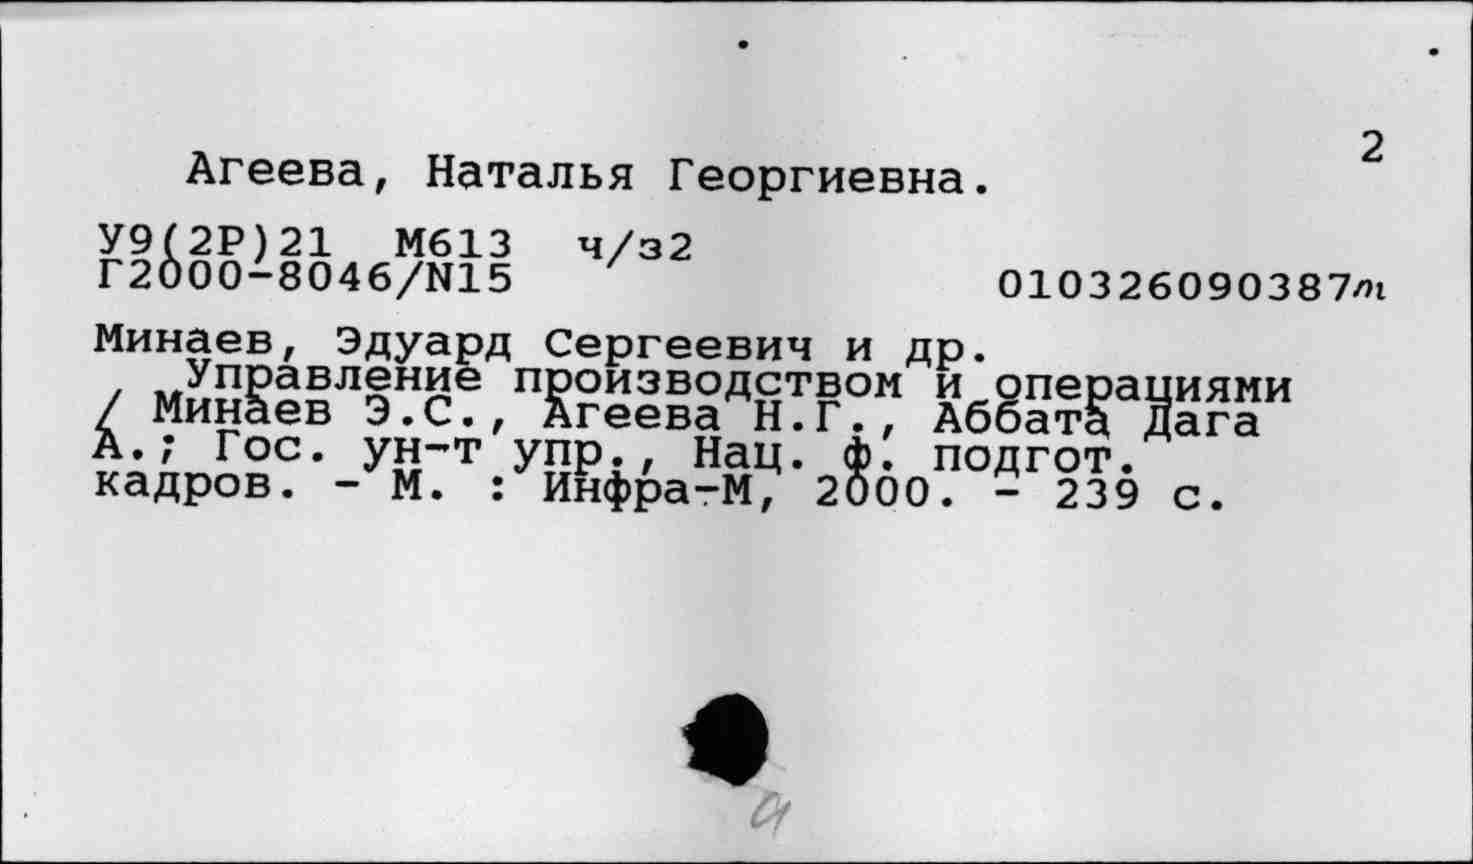 2
Агеева, Наталья Георгиевна.
У9(2Р)21 М613 ч/з2
Г2000-8046/N15
010326090387m
Минаев, Эдуард Сергеевич и др.
Управление производством и операциями
/ Минаев Э.С., Агеева Н.Г., Аббата Дага
А.; Гос. ун-т упр., Нац. ф. подгот.
кадров. - М. : Инфра-М, 2000. - 239 с.